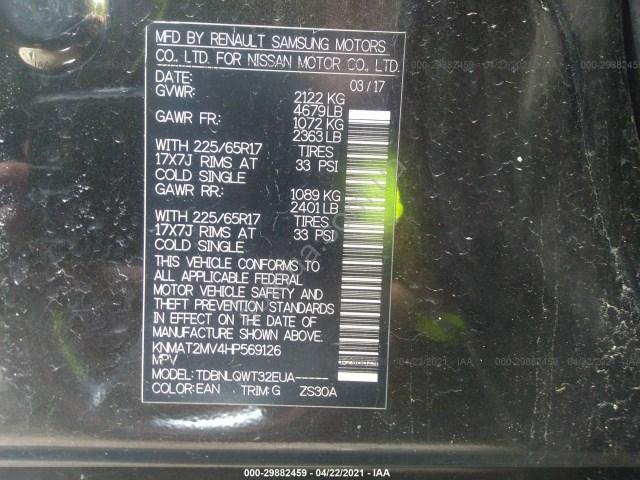 MFD BY RENAULT SAMSUNG MOTORS
CO., LTD. FOR NISSAN MOTOR CO., LTD.
DATE: 03/17
GVWR: 2122 KG
4679 LB
GAWR FR: 1072 KG
2363 LB
WITH 225/65R17 TIRES
17X7J RIMS AT 33 PSI
COLD SINGLE
GAWR RR: 1089 KG
2401 LB
WITH 225/65R17 TIRES
17X7J RIMS AT 33 PSI
COLD SINGLE
THIS VEHICLE CONFORMS TO
ALL APPLICABLE FEDERAL
MOTOR VEHICLE SAFETY AND
THEFT PREVENTION STANDARDS
IN EFFECT ON THE DATE OF
MANUFACTURE SHOWN ABOVE.
KNMAT2MV4HP569126
MPV
MODEL: TDBNLQWT32EUA-----
COLOR: EAN TRIM: G ZS30A
000-29882459 - 04/22/2021 - IAA